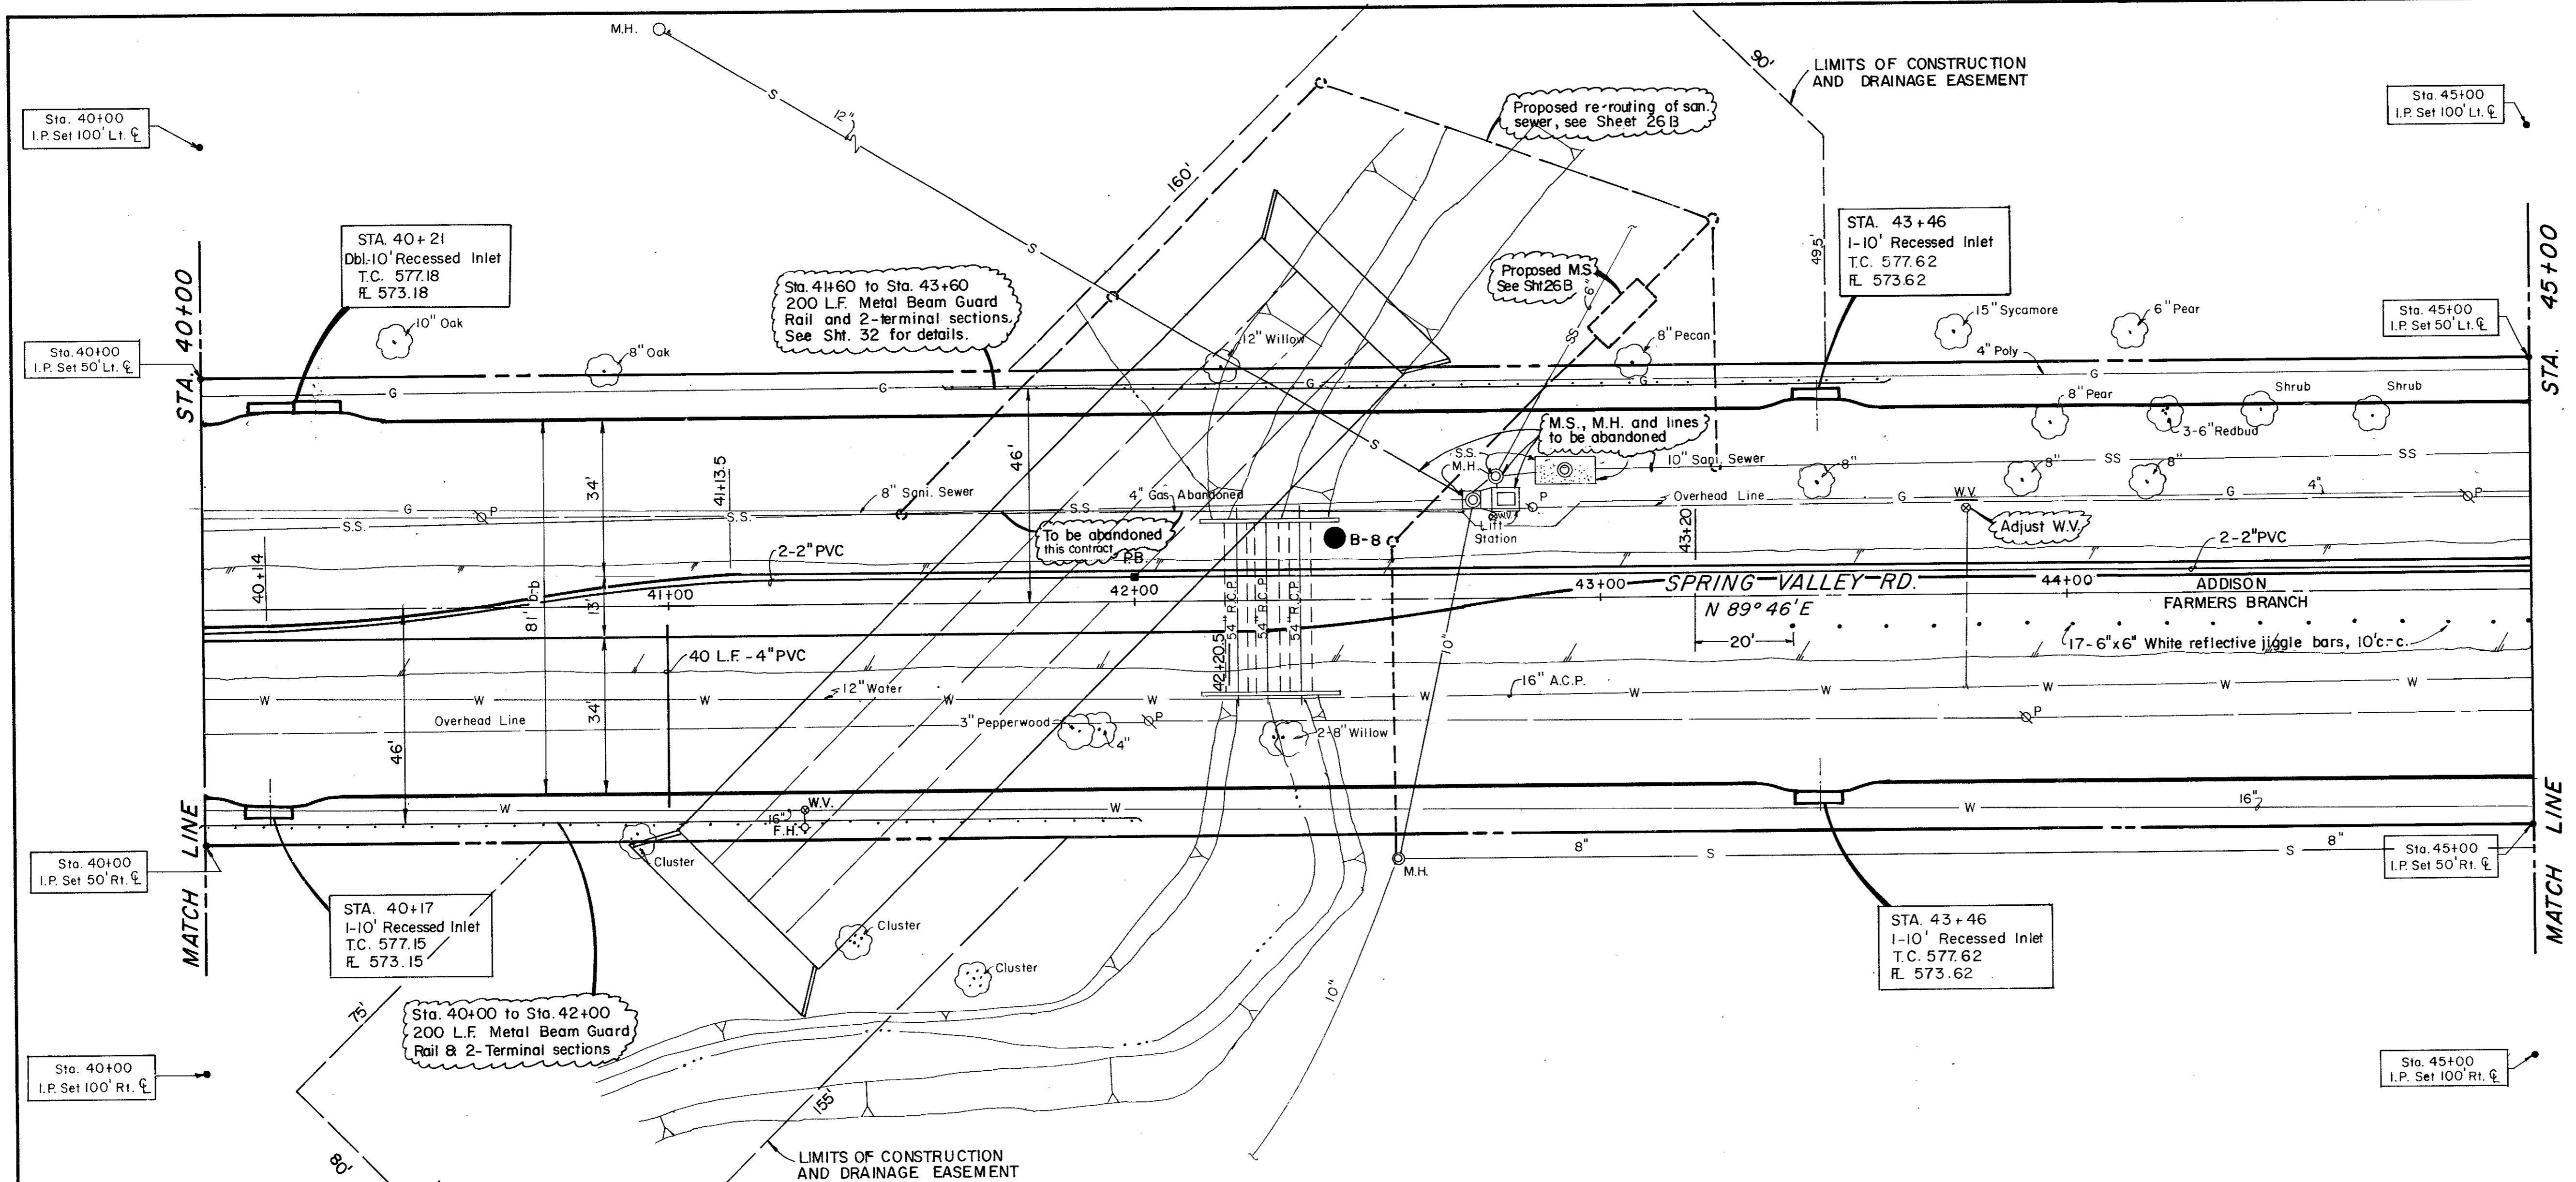 M.H.
S
12"
90'
LIMITS OF CONSTRUCTION
AND DRAINAGE EASEMENT
Sta. 40+00
I.P. Set 100' Lt. ℄
Sta. 45+00
I.P. Set 100' Lt. ℄
Proposed re-routing of san.
sewer, see Sheet 26B
160'
S
STA. 40+21
Dbl.-10' Recessed Inlet
T.C. 577.18
FL 573.18
Sta. 41+60 to Sta. 43+60
200 L.F. Metal Beam Guard
Rail and 2-terminal sections.
See Sht. 32 for details.
Proposed M.S.
See Sht 26B
6"
SS
495'
STA. 43+46
1-10' Recessed Inlet
T.C. 577.62
FL 573.62
STA. 40+00
STA. 45+00
10" Oak
8" Oak
12" Willow
8" Pecan
15" Sycamore
6" Pear
4" Poly
Sta. 40+00
I.P. Set 50' Lt. ℄
Sta. 45+00
I.P. Set 50' Lt. ℄
G
G
G
G
G
8" Pear
Shrub
Shrub
3-6" Redbud
M.S., M.H. and lines
to be abandoned
S
S.S.
M.H.
10" Sani. Sewer
SS
SS
8"
8"
8"
34'
46'
41+13.5
8" Sani. Sewer
4" Gas Abandoned
Overhead Line
P
G
W.V.
G
4"
G
P
S.S.
S.S.
S.S.
W.V.
Lift
Station
P
To be abandoned
this contract
P.B.
B-8
43+20
Adjust W.V.
2-2" PVC
2-2" PVC
40+14
81' b-b
13'
41+00
42+00
43+00
SPRING VALLEY RD.
44+00
ADDISON
FARMERS BRANCH
N 89° 46' E
54" R.C.P.
54" R.C.P.
54" R.C.P.
42+20.5
20'
17-6"x6" White reflective jiggle bars, 10' c.-c.
40 L.F. - 4" PVC
10"
W
W
12" Water
W
W
W
W
16" A.C.P.
W
W
W
W
Overhead Line
3" Pepperwood
4"
P
2-8" Willow
P
34'
46'
W
16"
W.V.
F.H.
W
W
16"
MATCH LINE
MATCH LINE
Sta. 40+00
I.P. Set 50' Rt. ℄
Cluster
M.H.
8"
S
S
8"
Sta. 45+00
I.P. Set 50' Rt. ℄
STA. 40+17
1-10' Recessed Inlet
T.C. 577.15
FL 573.15
Cluster
Cluster
STA. 43+46
1-10' Recessed Inlet
T.C. 577.62
FL 573.62
75'
10"
Sta. 40+00 to Sta. 42+00
200 L.F. Metal Beam Guard
Rail & 2-Terminal sections
Sta. 40+00
I.P. Set 100' Rt. ℄
Sta. 45+00
I.P. Set 100' Rt. ℄
155'
80'
LIMITS OF CONSTRUCTION
AND DRAINAGE EASEMENT